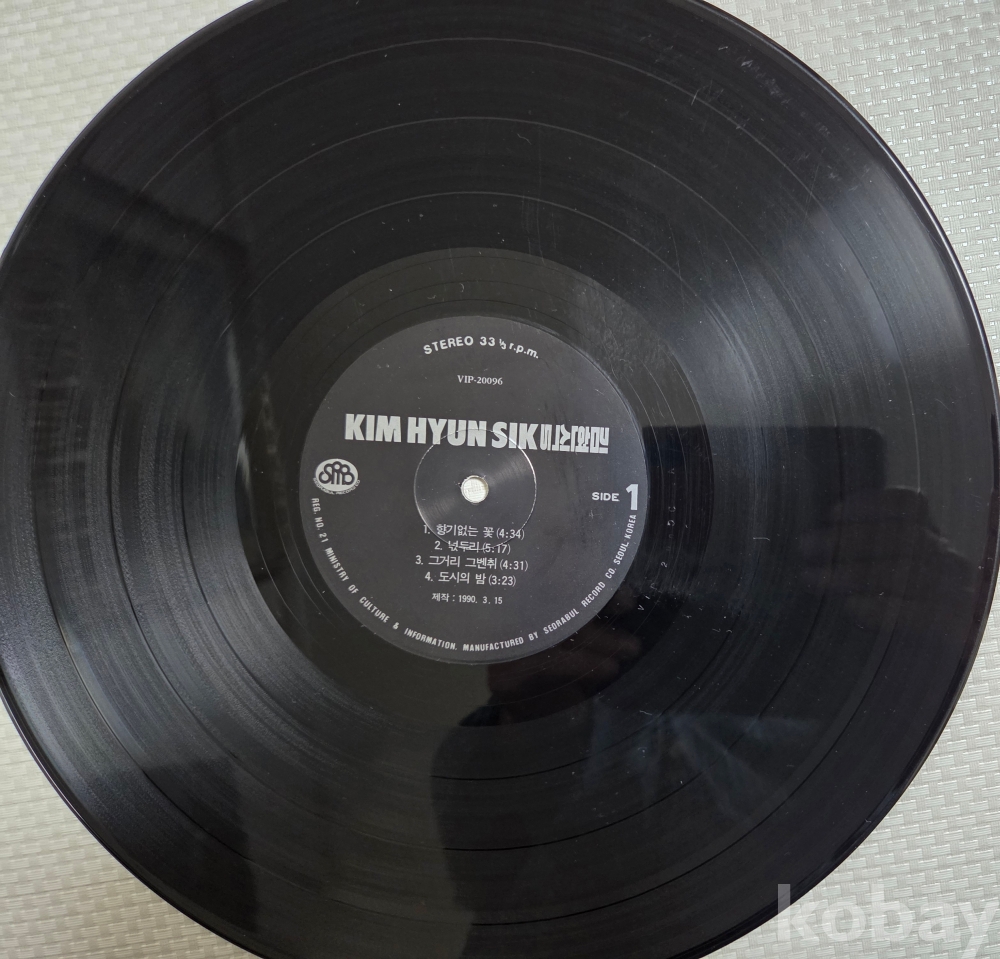 STEREO 33 1/3 r.p.m.
VIP-20096
KIM HYUN SIK
SIDE 1
1. 향기없는 꽃 (4:34)
2. 넋두리 (5:17)
3. 그거리 그벤취 (4:31)
4. 도시의 밤 (3:23)
제작 : 1990. 3. 15
REG. NO. 21 MINISTRY OF CULTURE & INFORMATION. MANUFACTURED BY SEORABUL RECORD CO. SEOUL, KOREA
kobay